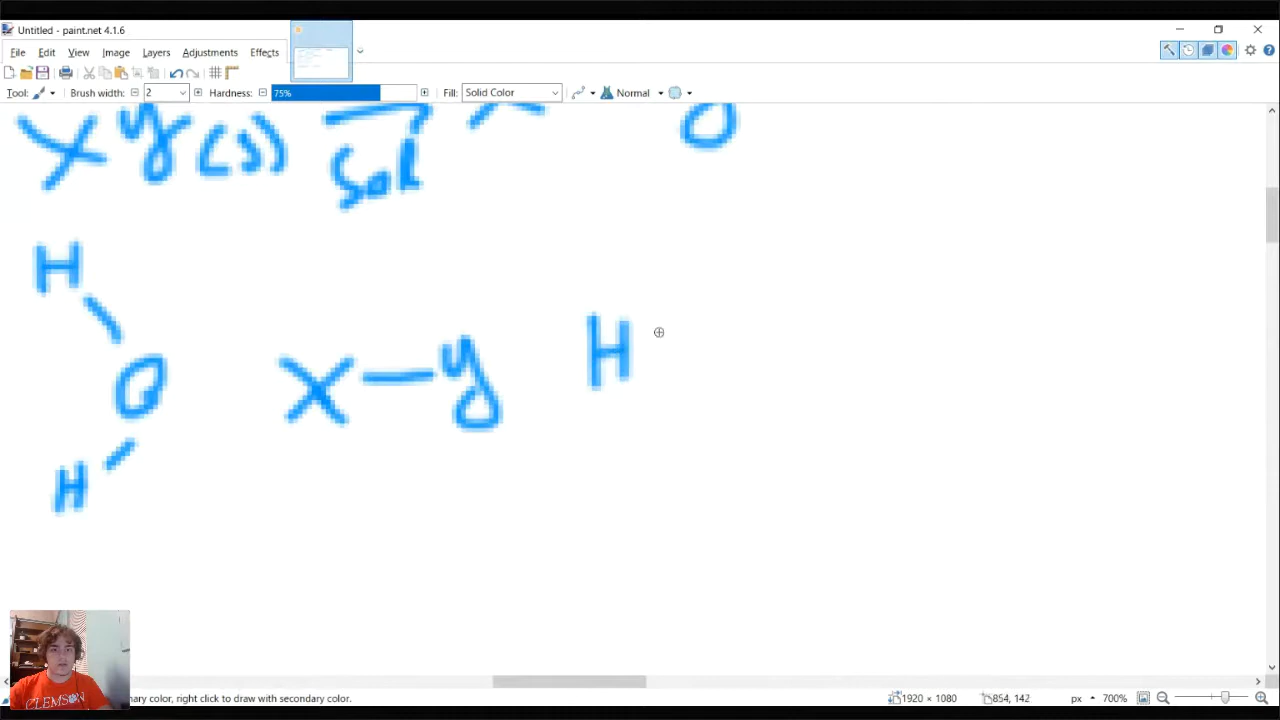 Untitled - paint.net 4.1.6
File Edit View Image Layers Adjustments Effects
Tool: Brush width: 2 Hardness: 75% Fill: Solid Color Normal
xy(s) sol
H
O x — y H
H
CLEMSON
nary color, right click to draw with secondary color. 1920 × 1080 854, 142 px 700%